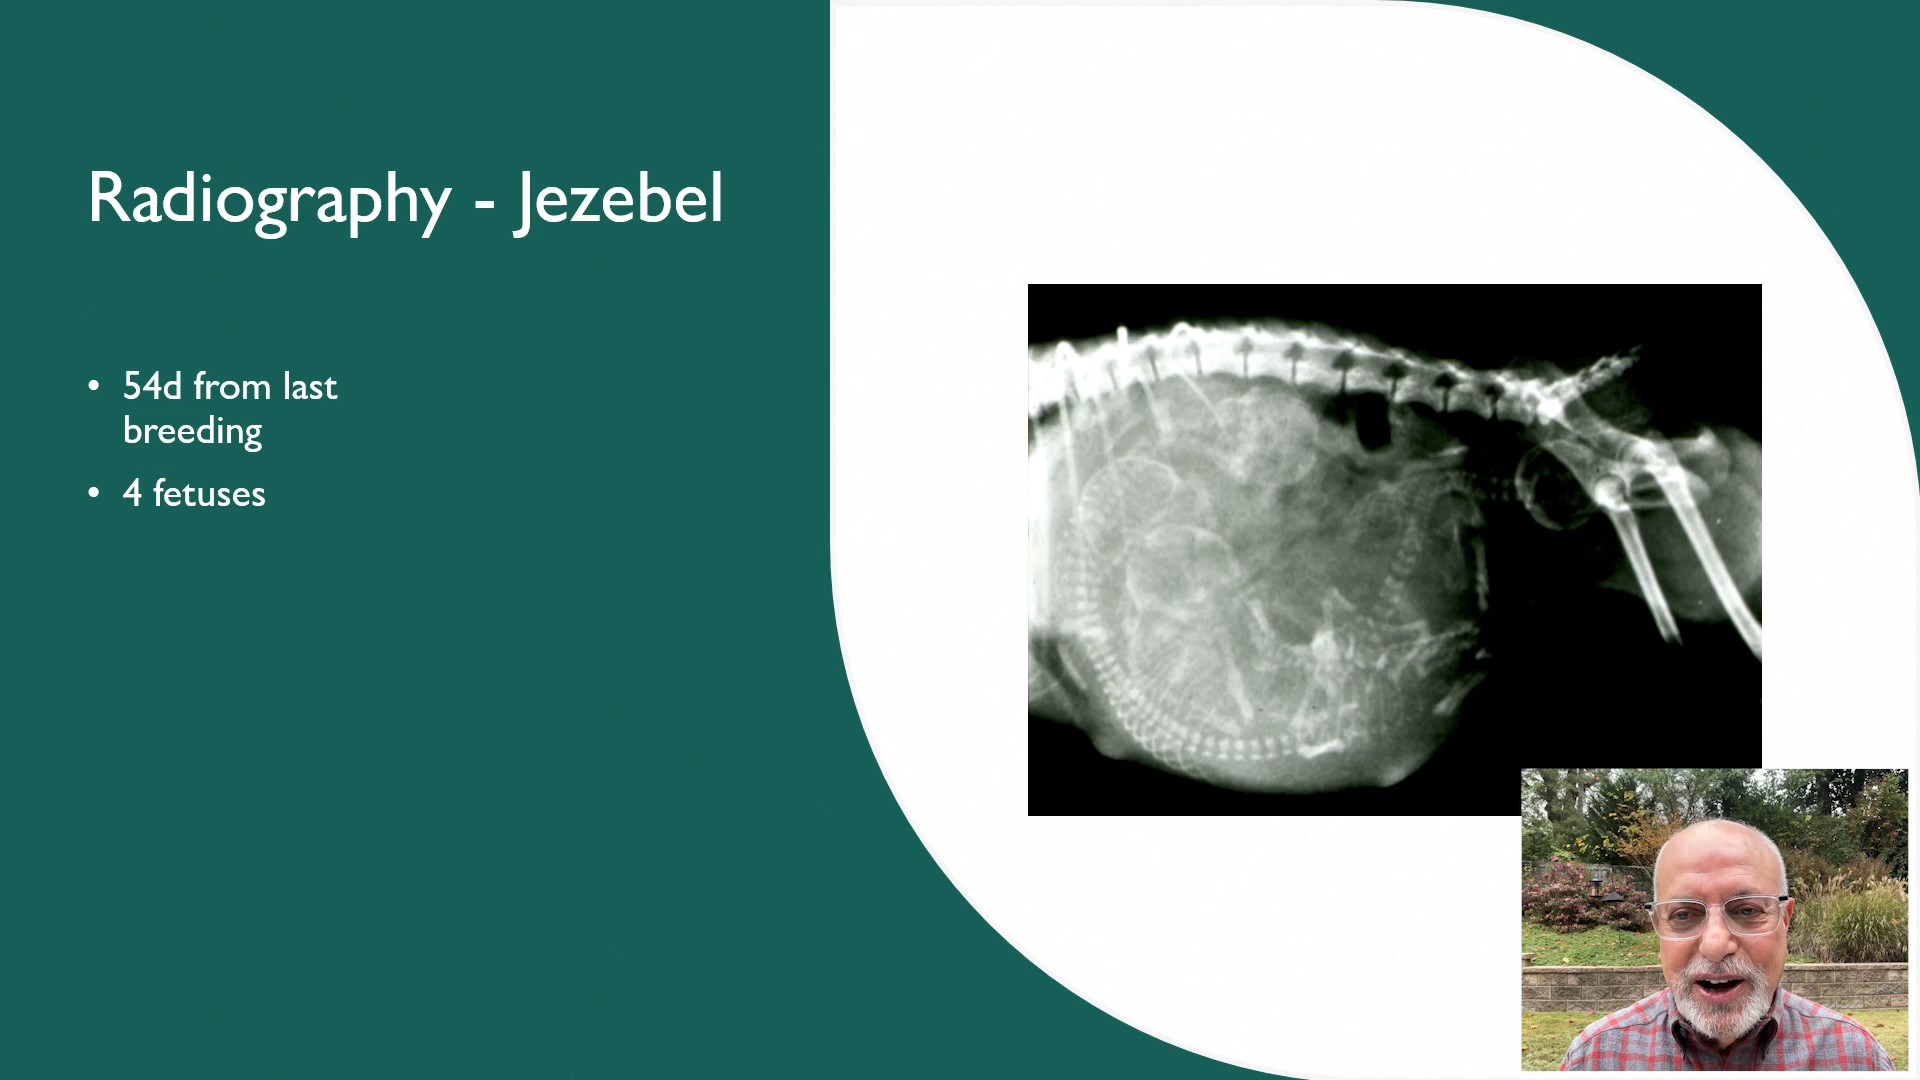 Radiography - Jezebel
• 54d from last
breeding
• 4 fetuses